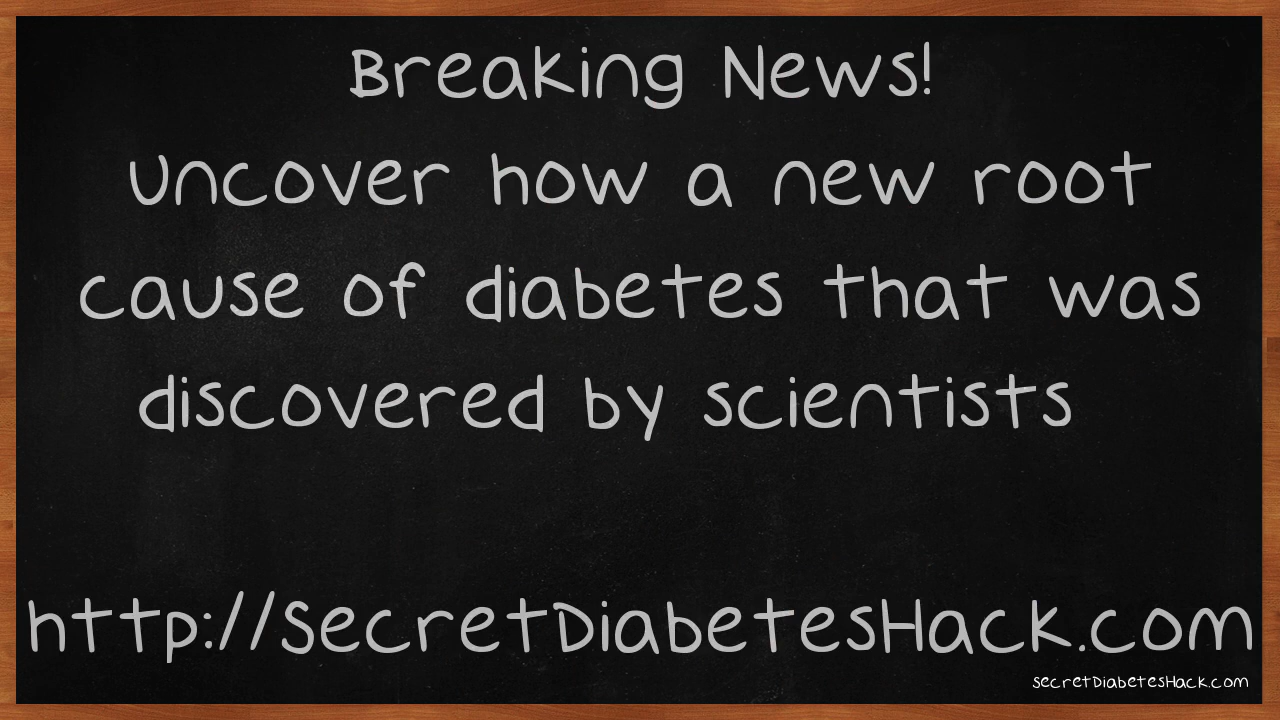 Breaking News!
Uncover how a new root
cause of diabetes that was
discovered by scientists
http://SecretDiabetesHack.com
SecretDiabetesHack.com